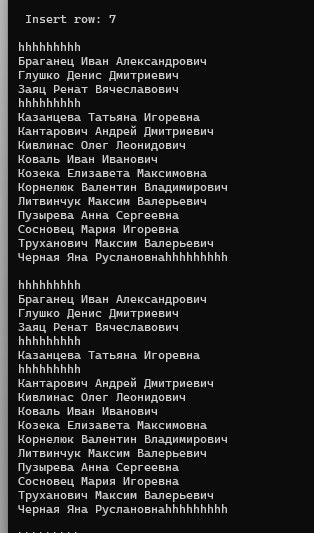 Insert row: 7
hhhhhhhhh
Браганец Иван Александрович
Глушко Денис Дмитриевич
Заяц Ренат Вячеславович
hhhhhhhhh
Казанцева Татьяна Игоревна
Кантарович Андрей Дмитриевич
Кивлинас Олег Леонидович
Коваль Иван Иванович
Козека Елизавета Максимовна
Корнелюк Валентин Владимирович
Литвинчук Максим Валерьевич
Пузырева Анна Сергеевна
Сосновец Мария Игоревна
Труханович Максим Валерьевич
Черная Яна Руслановнаhhhhhhhhh
hhhhhhhhh
Браганец Иван Александрович
Глушко Денис Дмитриевич
Заяц Ренат Вячеславович
hhhhhhhhh
Казанцева Татьяна Игоревна
hhhhhhhhh
Кантарович Андрей Дмитриевич
Кивлинас Олег Леонидович
Коваль Иван Иванович
Козека Елизавета Максимовна
Корнелюк Валентин Владимирович
Литвинчук Максим Валерьевич
Пузырева Анна Сергеевна
Сосновец Мария Игоревна
Труханович Максим Валерьевич
Черная Яна Руслановнаhhhhhhhhh